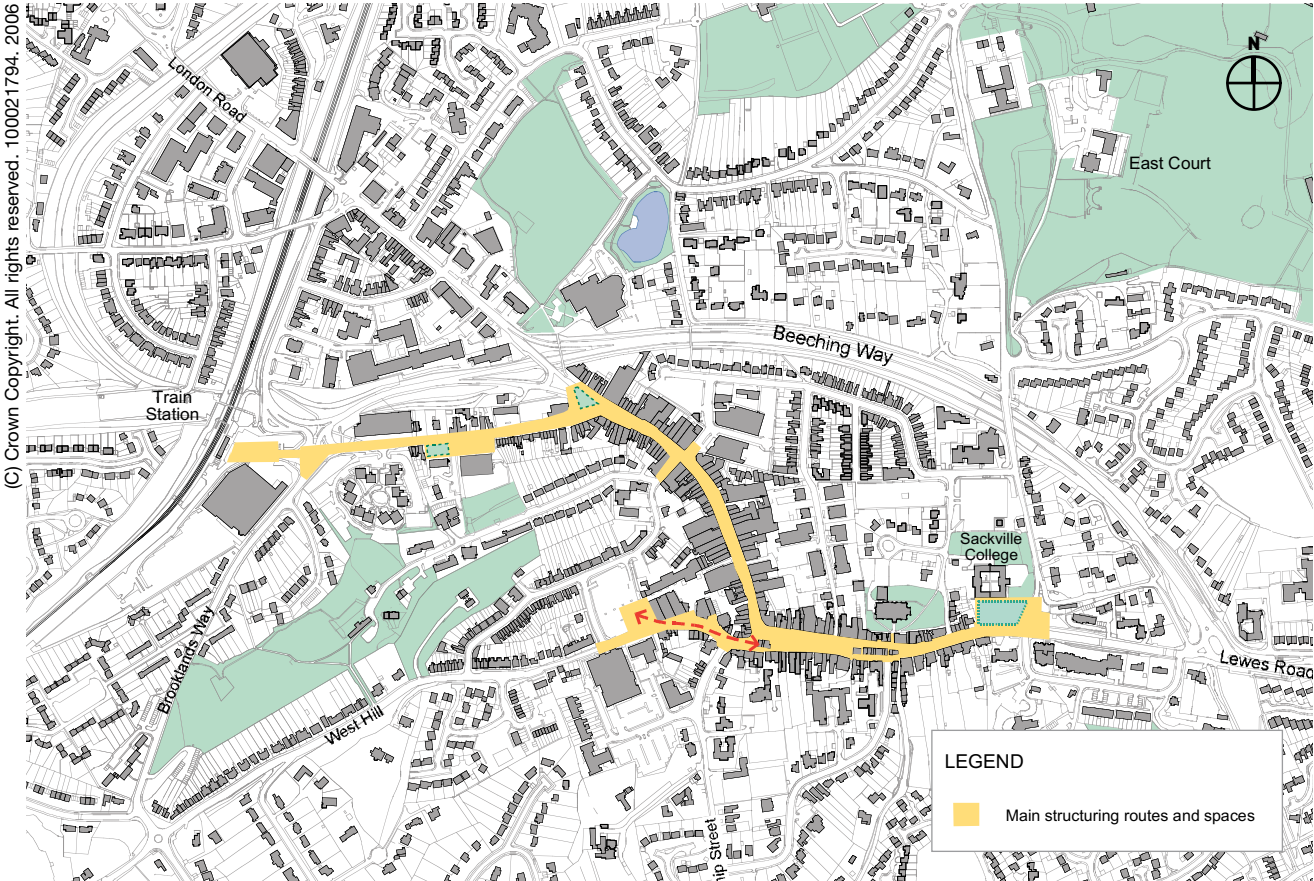 (C) Crown Copyright. All rights reserved. 100021794. 2006
London Road
N
East Court
Beeching Way
Train
Station
Sackville
College
Brooklands Way
West Hill
Lewes Road
Street
LEGEND
Main structuring routes and spaces